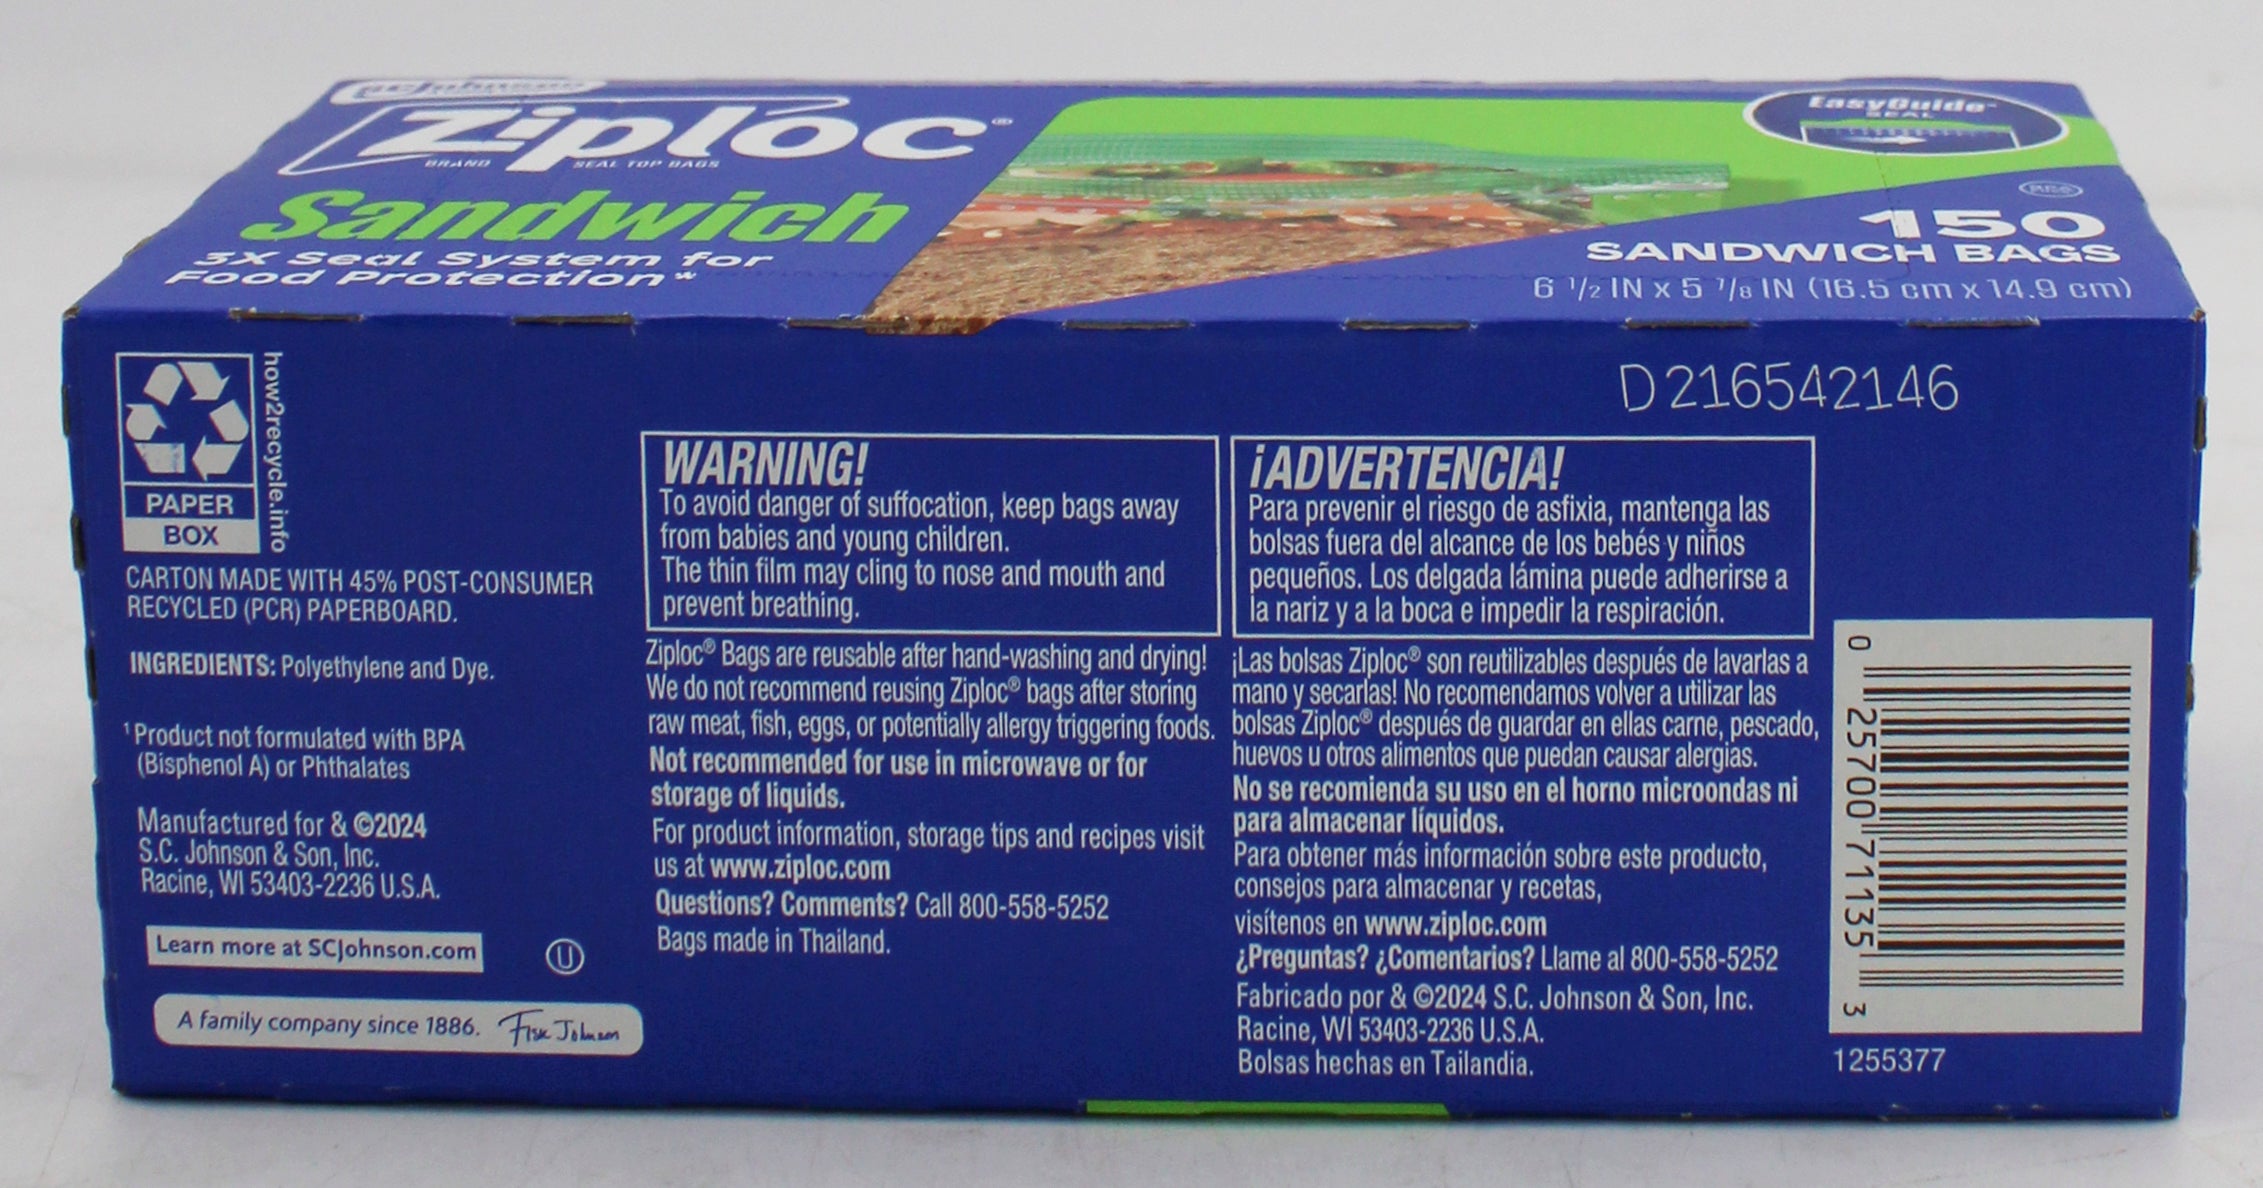 SC Johnson
Ziploc®
BRAND SEAL TOP BAGS
Sandwich
3X Seal System for
Food Protection*
EasyGuide™
SEAL
150
SANDWICH BAGS
6 1/2 IN x 5 7/8 IN (16.5 cm x 14.9 cm)
D216542146
how2recycle.info
PAPER
BOX
CARTON MADE WITH 45% POST-CONSUMER
RECYCLED (PCR) PAPERBOARD.
INGREDIENTS: Polyethylene and Dye.
¹Product not formulated with BPA
(Bisphenol A) or Phthalates
Manufactured for & ©2024
S.C. Johnson & Son, Inc.
Racine, WI 53403-2236 U.S.A.
Learn more at SCJohnson.com
U
A family company since 1886. Fisk Johnson
WARNING!
To avoid danger of suffocation, keep bags away
from babies and young children.
The thin film may cling to nose and mouth and
prevent breathing.
Ziploc® Bags are reusable after hand-washing and drying!
We do not recommend reusing Ziploc® bags after storing
raw meat, fish, eggs, or potentially allergy triggering foods.
Not recommended for use in microwave or for
storage of liquids.
For product information, storage tips and recipes visit
us at www.ziploc.com
Questions? Comments? Call 800-558-5252
Bags made in Thailand.
¡ADVERTENCIA!
Para prevenir el riesgo de asfixia, mantenga las
bolsas fuera del alcance de los bebés y niños
pequeños. Los delgada lámina puede adherirse a
la nariz y a la boca e impedir la respiración.
¡Las bolsas Ziploc® son reutilizables después de lavarlas a
mano y secarlas! No recomendamos volver a utilizar las
bolsas Ziploc® después de guardar en ellas carne, pescado,
huevos u otros alimentos que puedan causar alergias.
No se recomienda su uso en el horno microondas ni
para almacenar líquidos.
Para obtener más información sobre este producto,
consejos para almacenar y recetas,
visítenos en www.ziploc.com
¿Preguntas? ¿Comentarios? Llame al 800-558-5252
Fabricado por & ©2024 S.C. Johnson & Son, Inc.
Racine, WI 53403-2236 U.S.A.
Bolsas hechas en Tailandia.
0 25700 71135 3
1255377